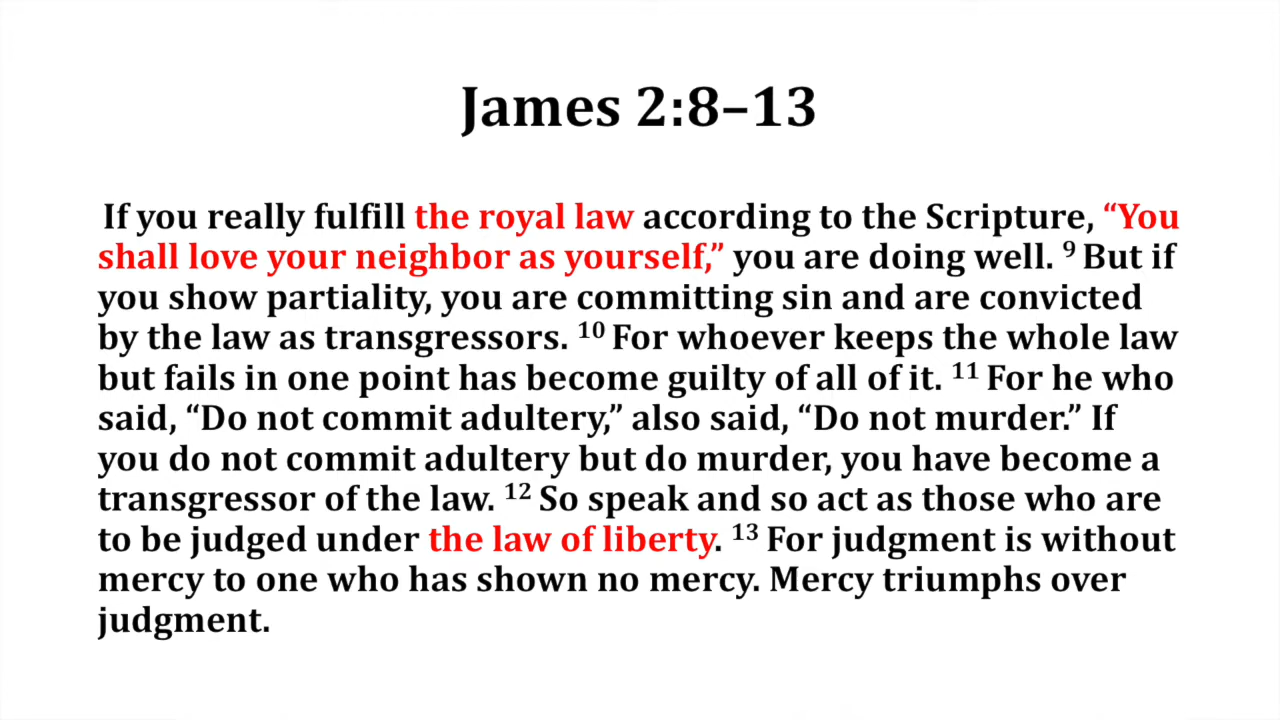 James 2:8–13
If you really fulfill the royal law according to the Scripture, “You
shall love your neighbor as yourself,” you are doing well. 9 But if
you show partiality, you are committing sin and are convicted
by the law as transgressors. 10 For whoever keeps the whole law
but fails in one point has become guilty of all of it. 11 For he who
said, “Do not commit adultery,” also said, “Do not murder.” If
you do not commit adultery but do murder, you have become a
transgressor of the law. 12 So speak and so act as those who are
to be judged under the law of liberty. 13 For judgment is without
mercy to one who has shown no mercy. Mercy triumphs over
judgment.